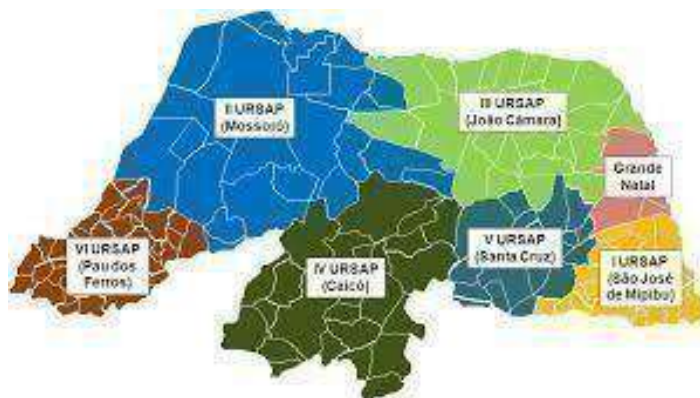 II URSAP
(Mossoró)
III URSAP
(João Câmara)
Grande
Natal
VI URSAP
(Pau dos
Ferros)
IV URSAP
(Caicó)
V URSAP
(Santa Cruz)
I URSAP
(São José
de Mipibu)